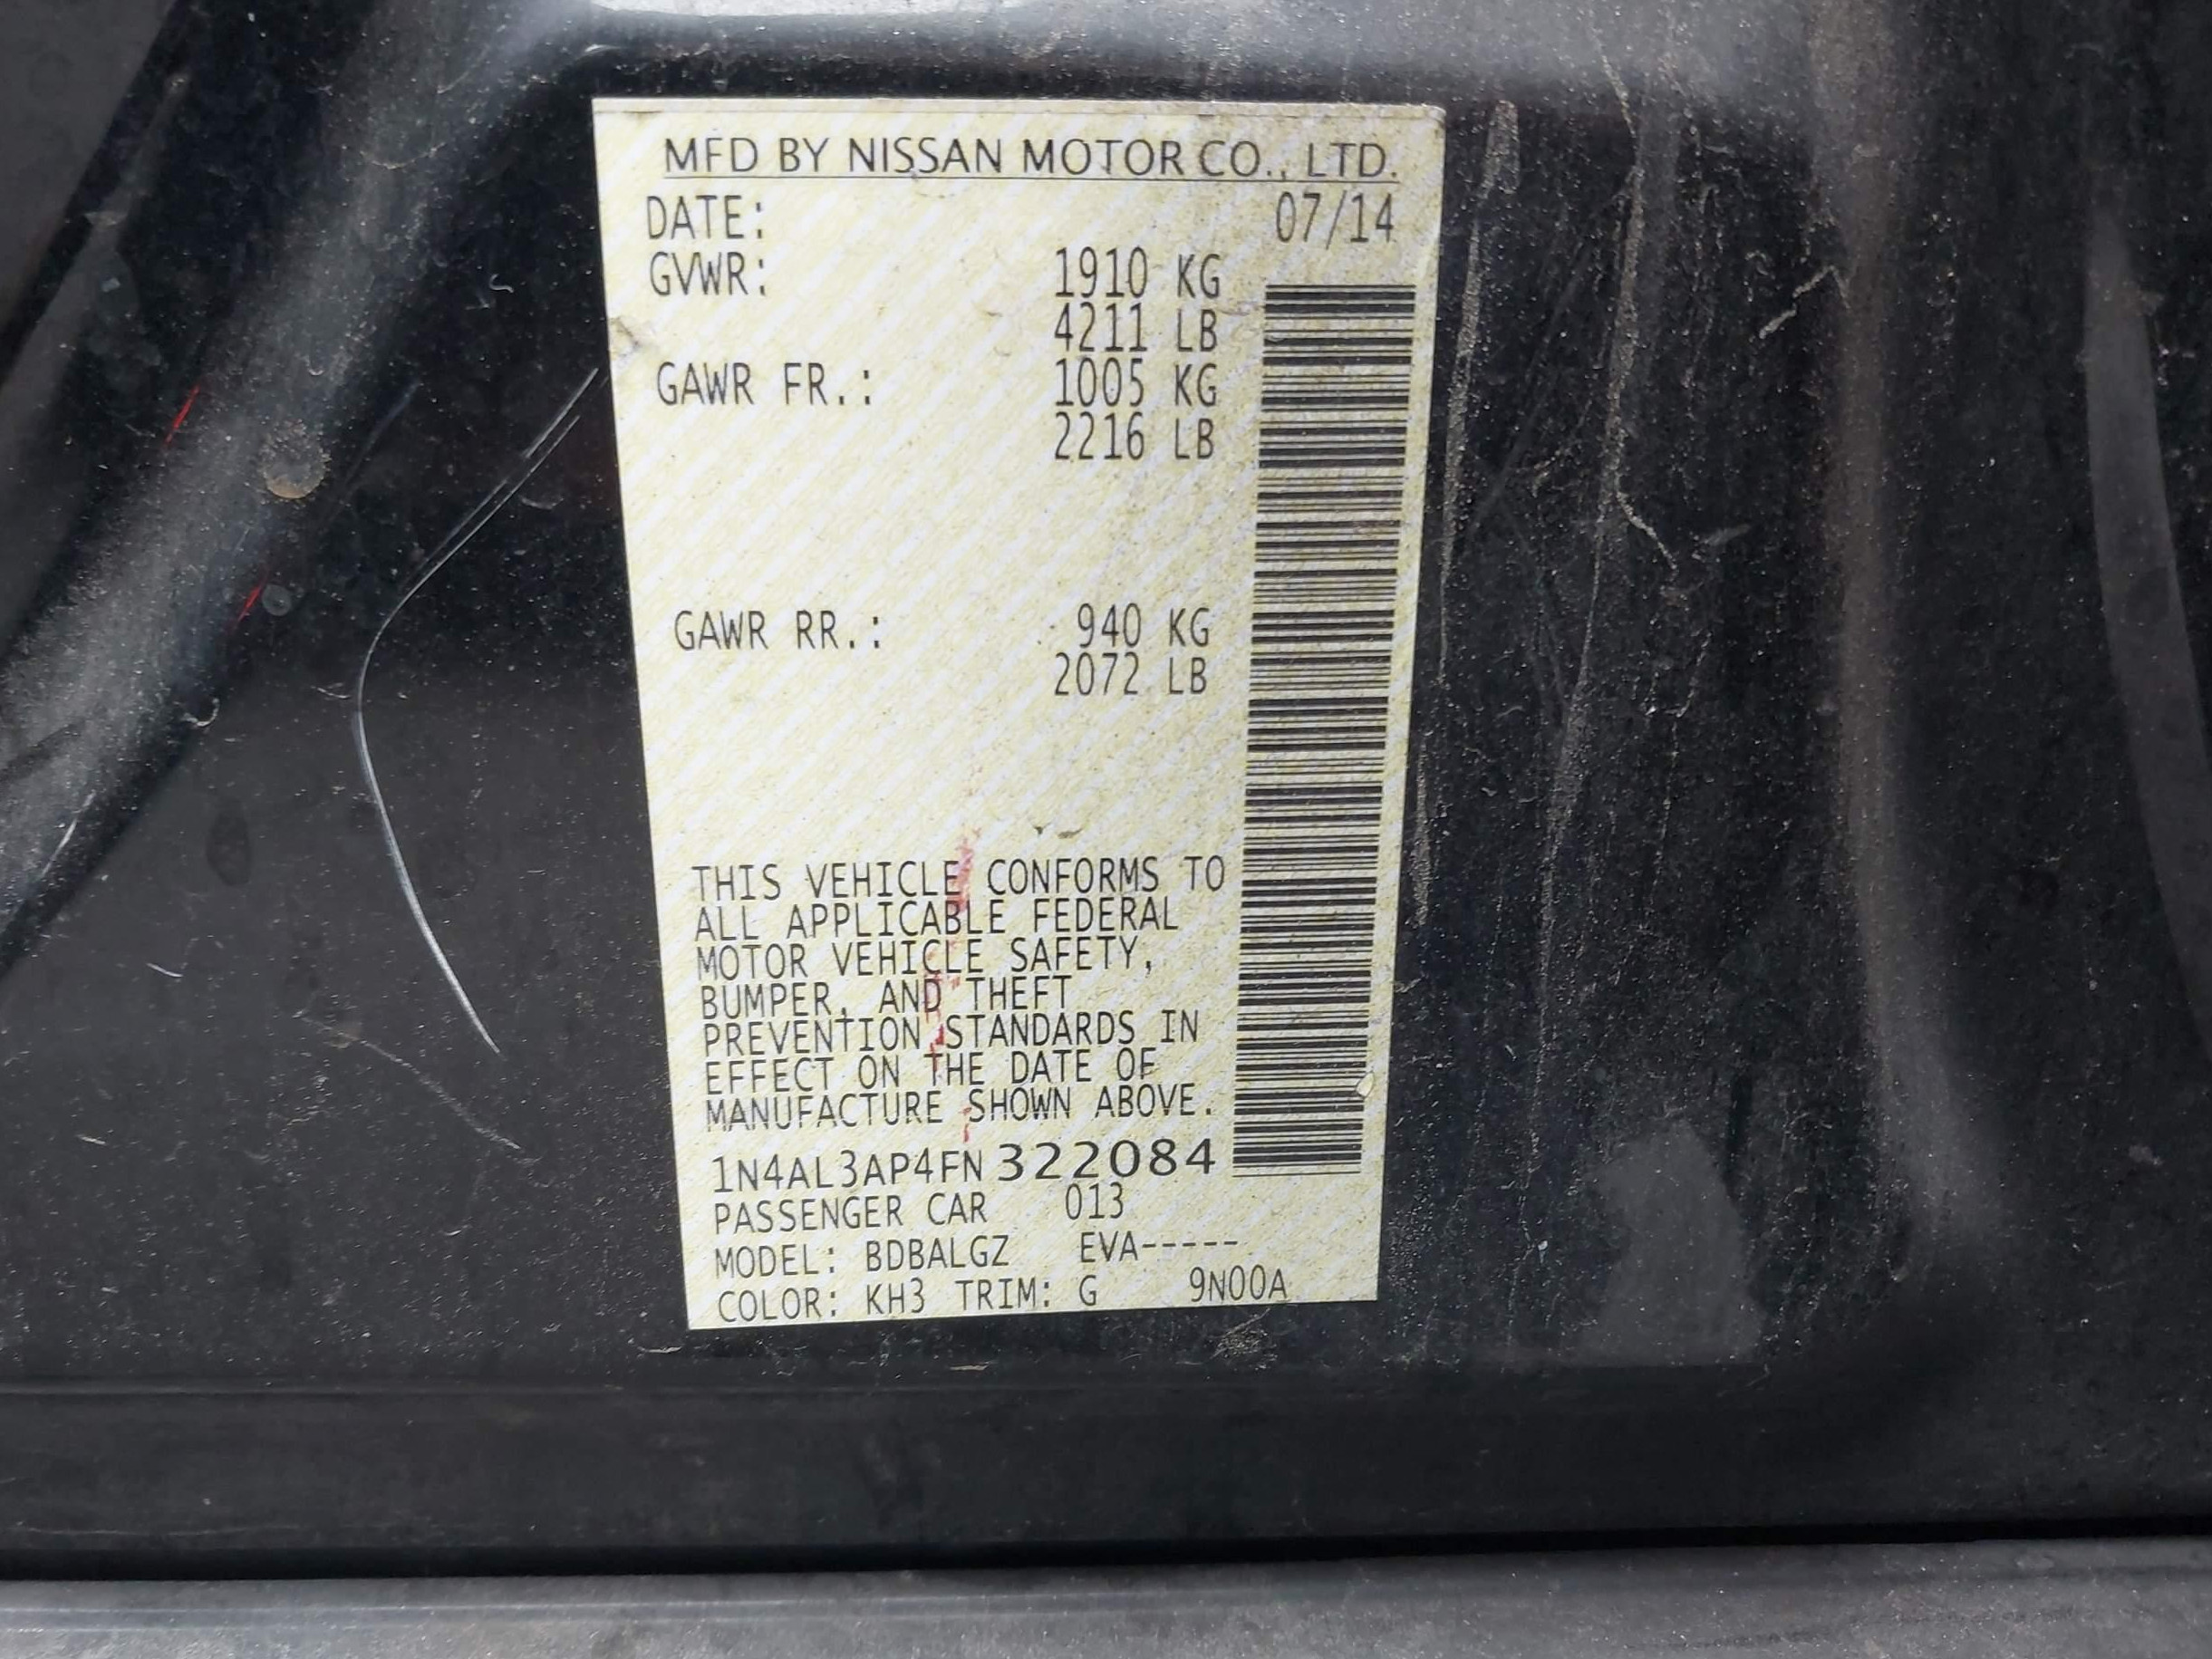 MFD BY NISSAN MOTOR CO., LTD.
DATE: 07/14
GVWR: 1910 KG
4211 LB
GAWR FR.: 1005 KG
2216 LB
GAWR RR.: 940 KG
2072 LB
THIS VEHICLE CONFORMS TO
ALL APPLICABLE FEDERAL
MOTOR VEHICLE SAFETY,
BUMPER, AND THEFT
PREVENTION STANDARDS IN
EFFECT ON THE DATE OF
MANUFACTURE SHOWN ABOVE.
1N4AL3AP4FN322084
PASSENGER CAR 013
MODEL: BDBALGZ EVA-----
COLOR: KH3 TRIM: G 9N00A